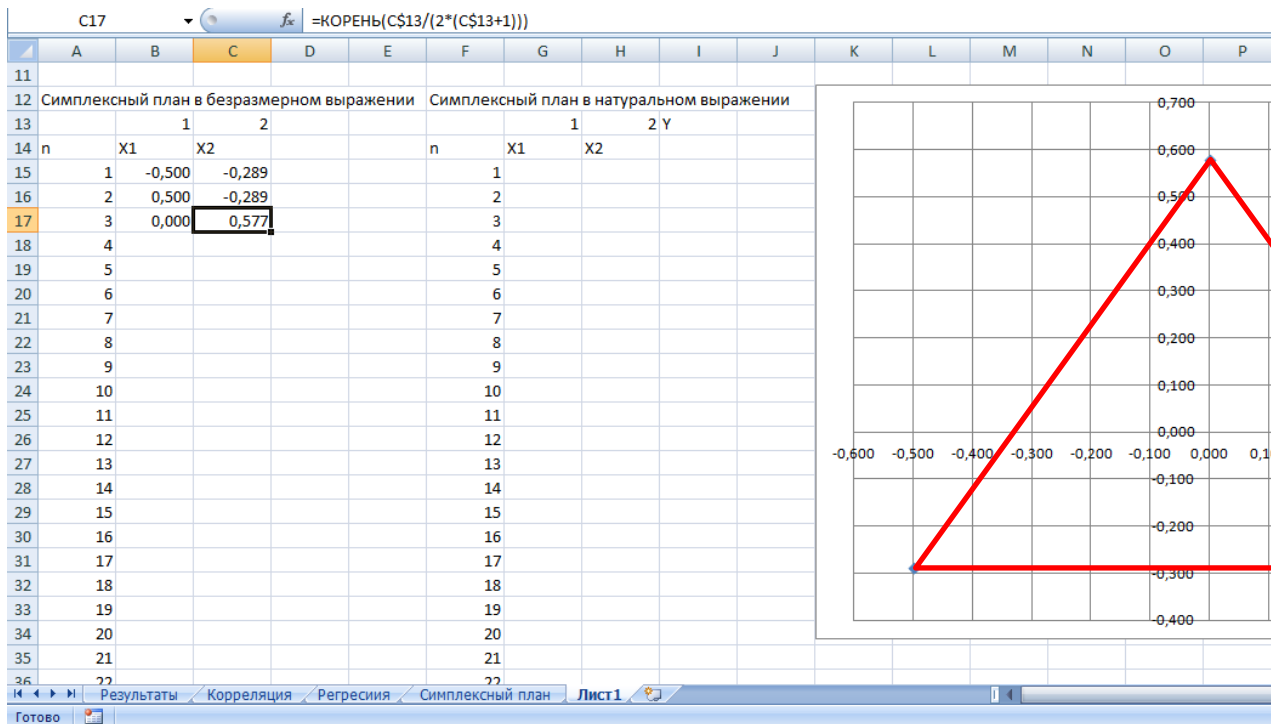 C17 fx =КОРЕНЬ(C$13/(2*(C$13+1)))
A B C D E F G H I J K L M N O P
11
12 Симплексный план в безразмерном выражении Симплексный план в натуральном выражении
13 1 2 1 2 Y
14 n X1 X2 n X1 X2
15 1 -0,500 -0,289 1
16 2 0,500 -0,289 2
17 3 0,000 0,577 3
18 4 4
19 5 5
20 6 6
21 7 7
22 8 8
23 9 9
24 10 10
25 11 11
26 12 12
27 13 13
28 14 14
29 15 15
30 16 16
31 17 17
32 18 18
33 19 19
34 20 20
35 21 21
36 22 22
0,700
0,600
0,500
0,400
0,300
0,200
0,100
0,000
-0,600 -0,500 -0,400 -0,300 -0,200 -0,100 0,000 0,1
-0,100
-0,200
-0,300
-0,400
Результаты Корреляция Регресиия Симплексный план Лист1
Готово